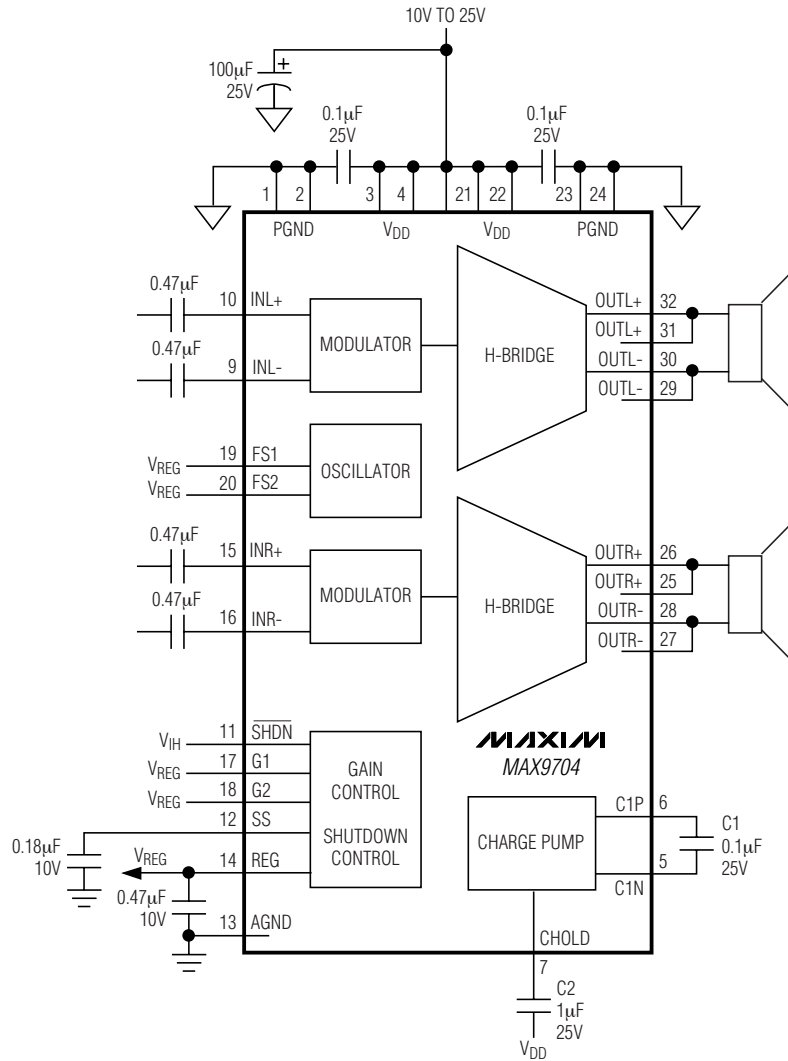 10V TO 25V
100µF
25V
0.1µF
25V
0.1µF
25V
1
2
3
4
21
22
23
24
PGND
VDD
VDD
PGND
0.47µF
10
INL+
0.47µF
9
INL-
MODULATOR
H-BRIDGE
OUTL+
32
OUTL+
31
OUTL-
30
OUTL-
29
VREG
19
FS1
VREG
20
FS2
OSCILLATOR
0.47µF
15
INR+
0.47µF
16
INR-
MODULATOR
H-BRIDGE
OUTR+
26
OUTR+
25
OUTR-
28
OUTR-
27
VIH
11
SHDN
VREG
17
G1
VREG
18
G2
12
SS
0.18µF
10V
VREG
14
REG
0.47µF
10V
13
AGND
GAIN
CONTROL
SHUTDOWN
CONTROL
MAXIM
MAX9704
CHARGE PUMP
C1P
6
C1
0.1µF
25V
5
C1N
CHOLD
7
C2
1µF
25V
VDD